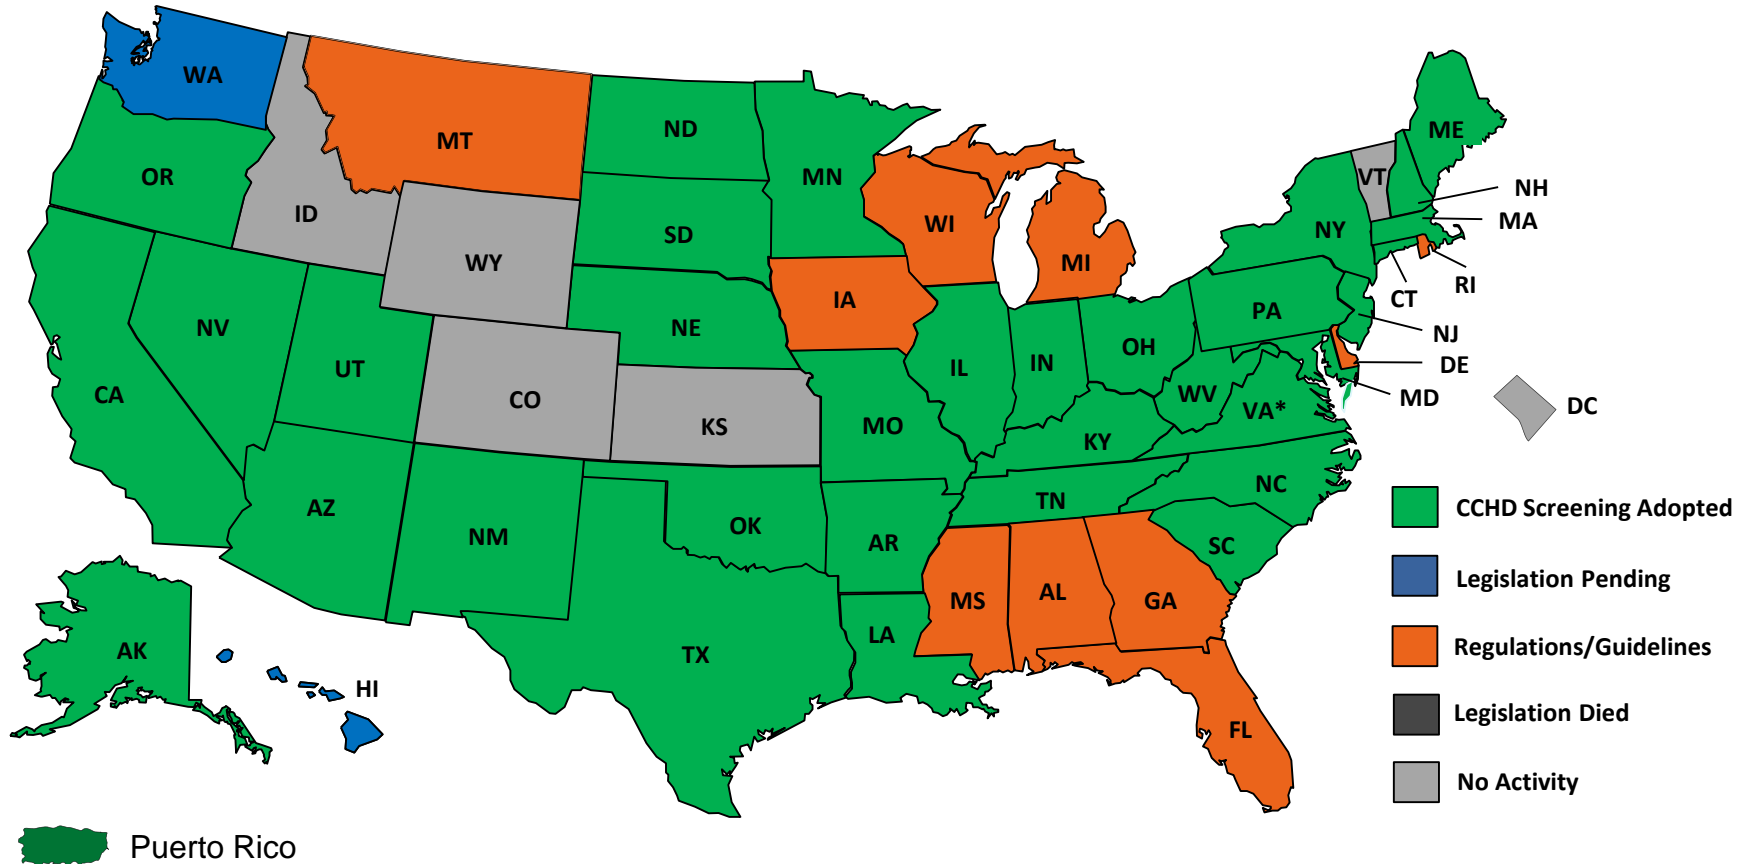 WA
MT
ND
MN
ME
OR
ID
VT
NH
MA
WI
NY
SD
WY
MI
RI
IA
CT
PA
NV
NE
NJ
OH
UT
IL
IN
DE
CA
CO
WV
MD
VA*
DC
KS
MO
KY
NC
TN
AZ
OK
NM
AR
SC
CCHD Screening Adopted
Legislation Pending
MS
AL
GA
LA
AK
TX
Regulations/Guidelines
HI
FL
Legislation Died
No Activity
Puerto Rico